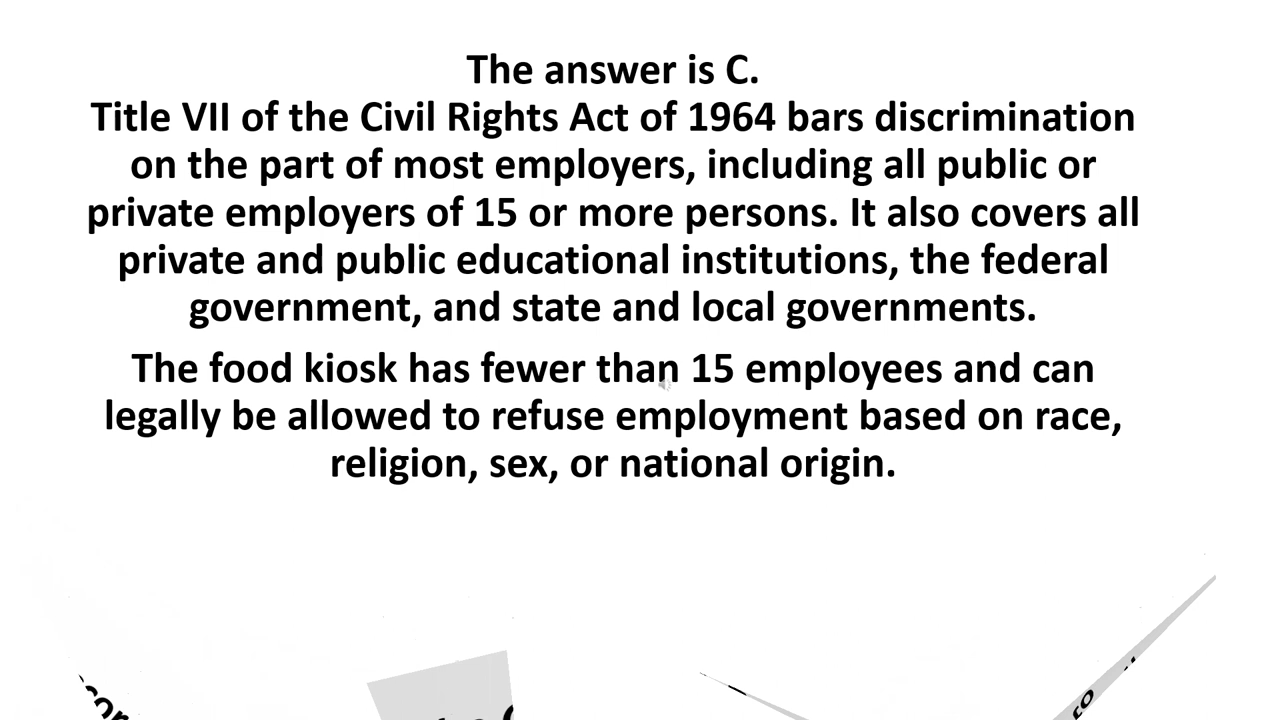 The answer is C.
Title VII of the Civil Rights Act of 1964 bars discrimination
on the part of most employers, including all public or
private employers of 15 or more persons. It also covers all
private and public educational institutions, the federal
government, and state and local governments.
The food kiosk has fewer than 15 employees and can
legally be allowed to refuse employment based on race,
religion, sex, or national origin.